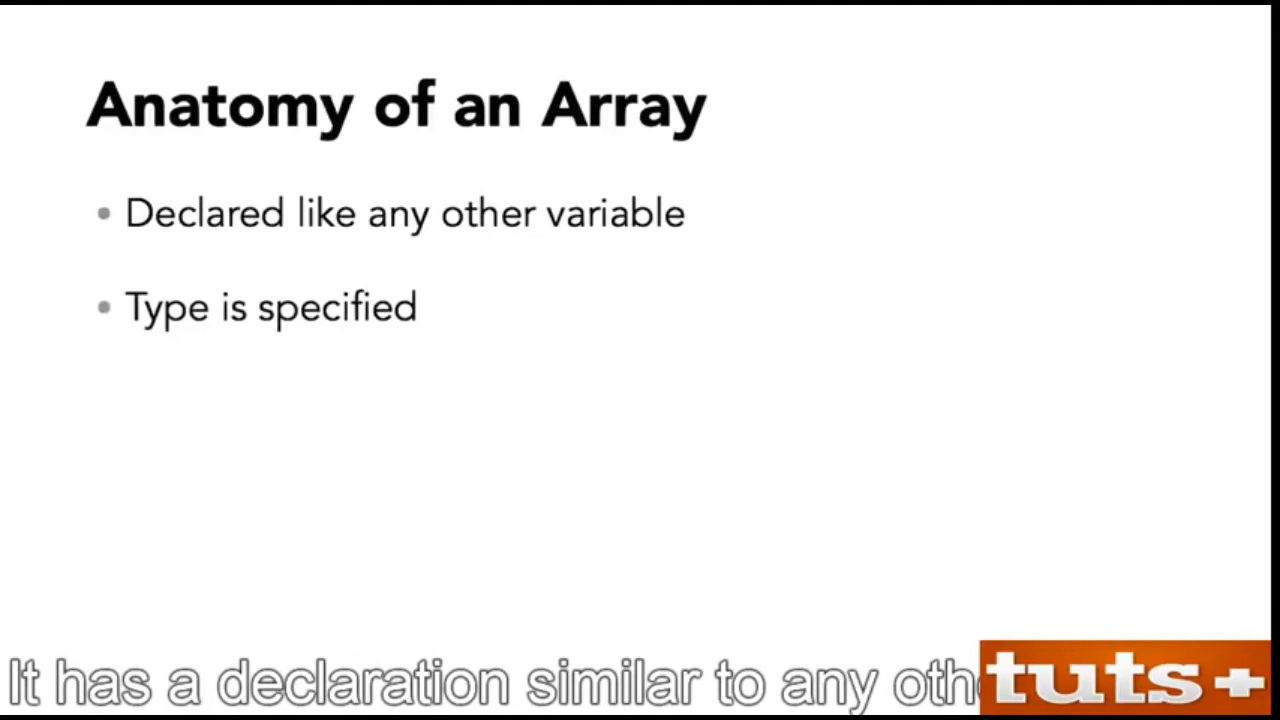 Anatomy of an Array
Declared like any other variable
Type is specified
It has a declaration similar to any
tuts+